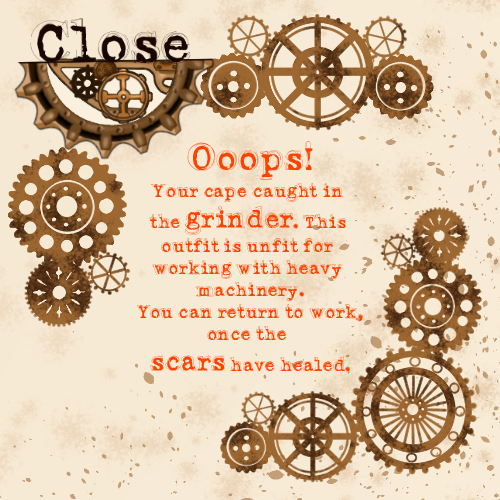 Close
Ooops!
Your cape caught in
the grinder. This
outfit is unfit for
working with heavy
machinery.
You can return to work,
once the
scars have healed,